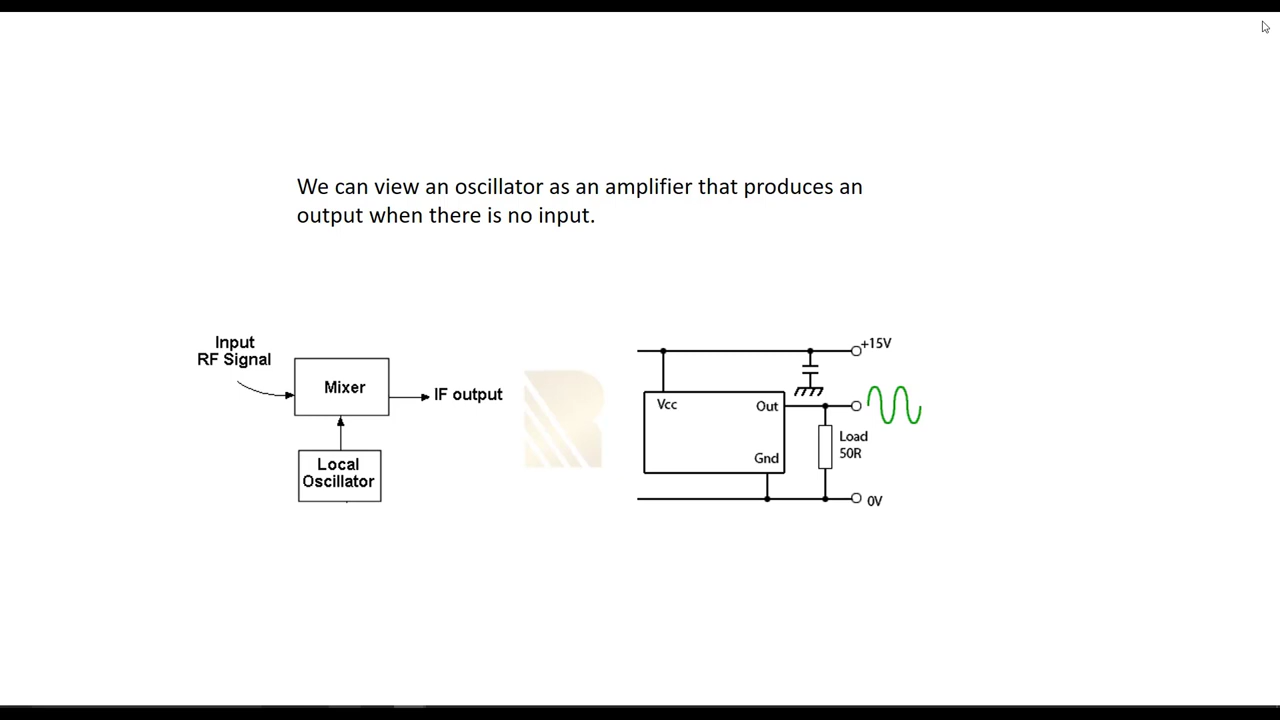 We can view an oscillator as an amplifier that produces an
output when there is no input.
Input
RF Signal
Mixer
IF output
Local
Oscillator
+15V
Vcc
Out
Load
50R
Gnd
0V